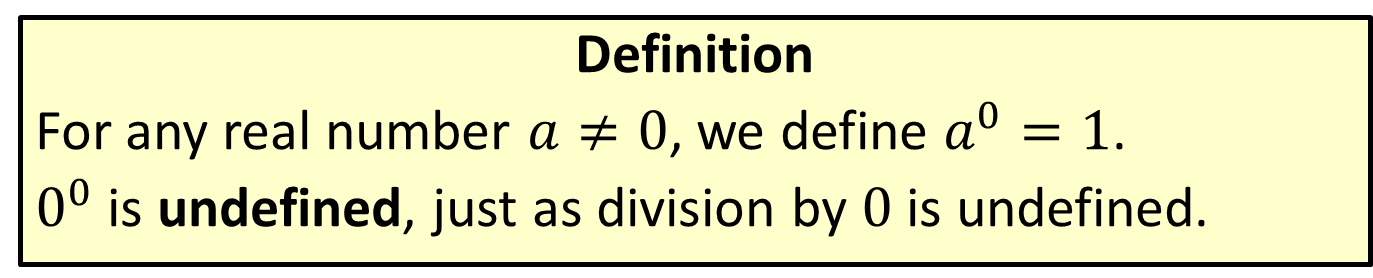 Definition
For any real number 𝑎 ≠ 0, we define 𝑎⁰ = 1.
0⁰ is undefined, just as division by 0 is undefined.